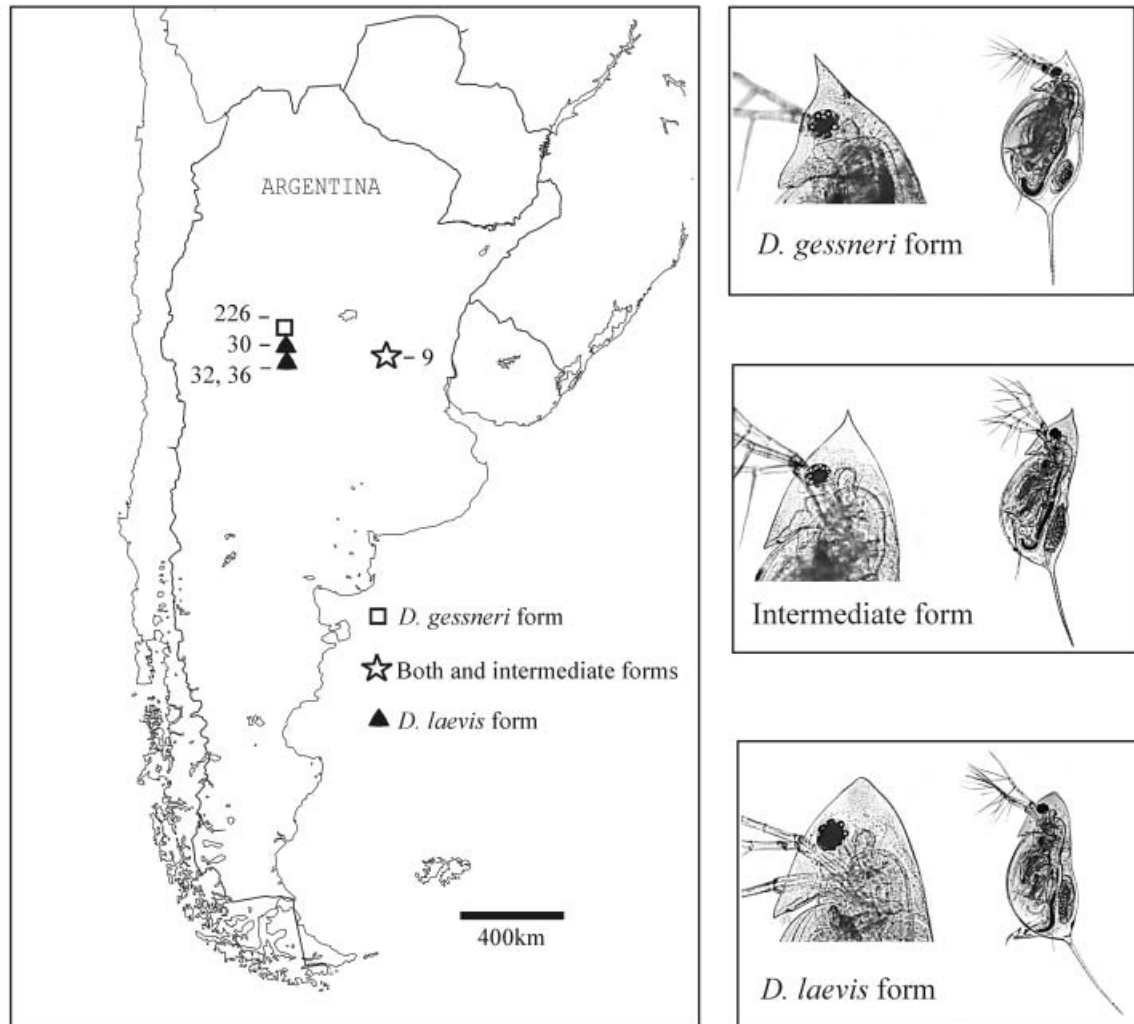 ARGENTINA
226
30
32, 36
9
D. gessneri form
Both and intermediate forms
D. laevis form
400km
D. gessneri form
Intermediate form
D. laevis form